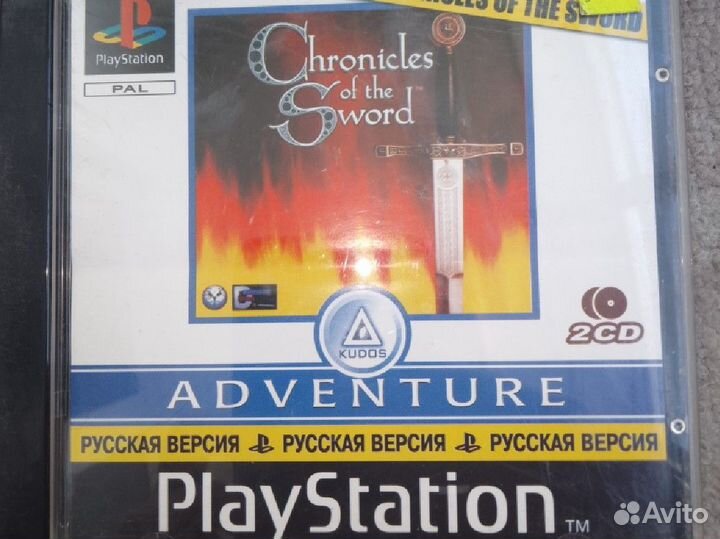 OF THE SWORD
PlayStation
PAL
Chronicles
of the
Sword
KUDOS
2CD
ADVENTURE
РУССКАЯ ВЕРСИЯ РУССКАЯ ВЕРСИЯ РУССКАЯ ВЕРСИЯ
PlayStation TM
Avito